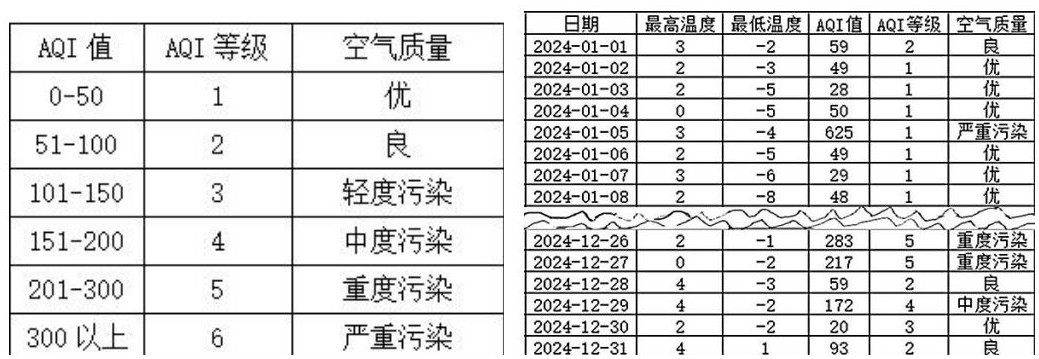 AQI 值 AQI 等级 空气质量
0-50 1 优
51-100 2 良
101-150 3 轻度污染
151-200 4 中度污染
201-300 5 重度污染
300 以上 6 严重污染
日期 最高温度 最低温度 AQI值 AQI等级 空气质量
2024-01-01 3 -2 59 2 良
2024-01-02 2 -3 49 1 优
2024-01-03 2 -5 28 1 优
2024-01-04 0 -5 50 1 优
2024-01-05 3 -4 625 1 严重污染
2024-01-06 2 -5 49 1 优
2024-01-07 3 -6 29 1 优
2024-01-08 2 -8 48 1 优
2024-12-26 2 -1 283 5 重度污染
2024-12-27 0 -2 217 5 重度污染
2024-12-28 4 -3 59 2 良
2024-12-29 4 -2 172 4 中度污染
2024-12-30 2 -2 20 3 优
2024-12-31 4 1 93 2 良